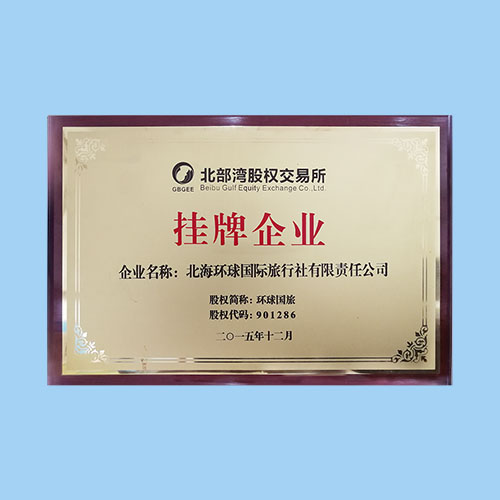 北部湾股权交易所
GBGEE
Beibu Gulf Equity Exchange Co.,Ltd.
挂牌企业
企业名称：北海环球国际旅行社有限责任公司
股权简称：环球国旅
股权代码：901286
二〇一五年十二月